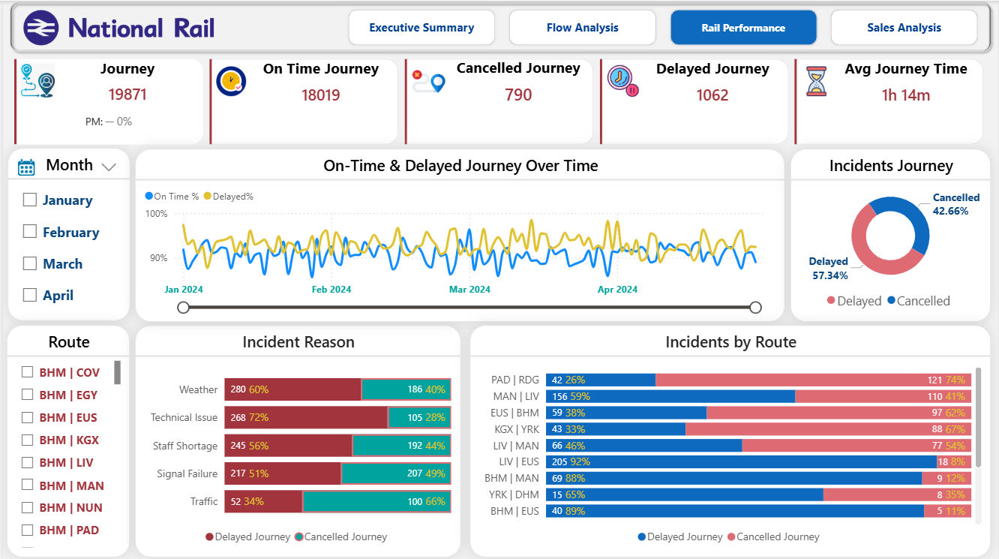 National Rail
Executive Summary
Flow Analysis
Rail Performance
Sales Analysis
Journey
19871
PM: — 0%
On Time Journey
18019
Cancelled Journey
790
Delayed Journey
1062
Avg Journey Time
1h 14m
Month
January
February
March
April
On-Time & Delayed Journey Over Time
On Time % Delayed%
100%
90%
Jan 2024 Feb 2024 Mar 2024 Apr 2024
Incidents Journey
Cancelled
42.66%
Delayed
57.34%
Delayed Cancelled
Route
BHM | COV
BHM | EGY
BHM | EUS
BHM | KGX
BHM | LIV
BHM | MAN
BHM | NUN
BHM | PAD
Incident Reason
Weather 280 60% 186 40%
Technical Issue 268 72% 105 28%
Staff Shortage 245 56% 192 44%
Signal Failure 217 51% 207 49%
Traffic 52 34% 100 66%
Delayed Journey Cancelled Journey
Incidents by Route
PAD | RDG 42 26% 121 74%
MAN | LIV 156 59% 110 41%
EUS | BHM 59 38% 97 62%
KGX | YRK 43 33% 88 67%
LIV | MAN 66 46% 77 54%
LIV | EUS 205 92% 18 8%
BHM | MAN 69 88% 9 12%
YRK | DHM 15 65% 8 35%
BHM | EUS 40 89% 5 11%
Delayed Journey Cancelled Journey